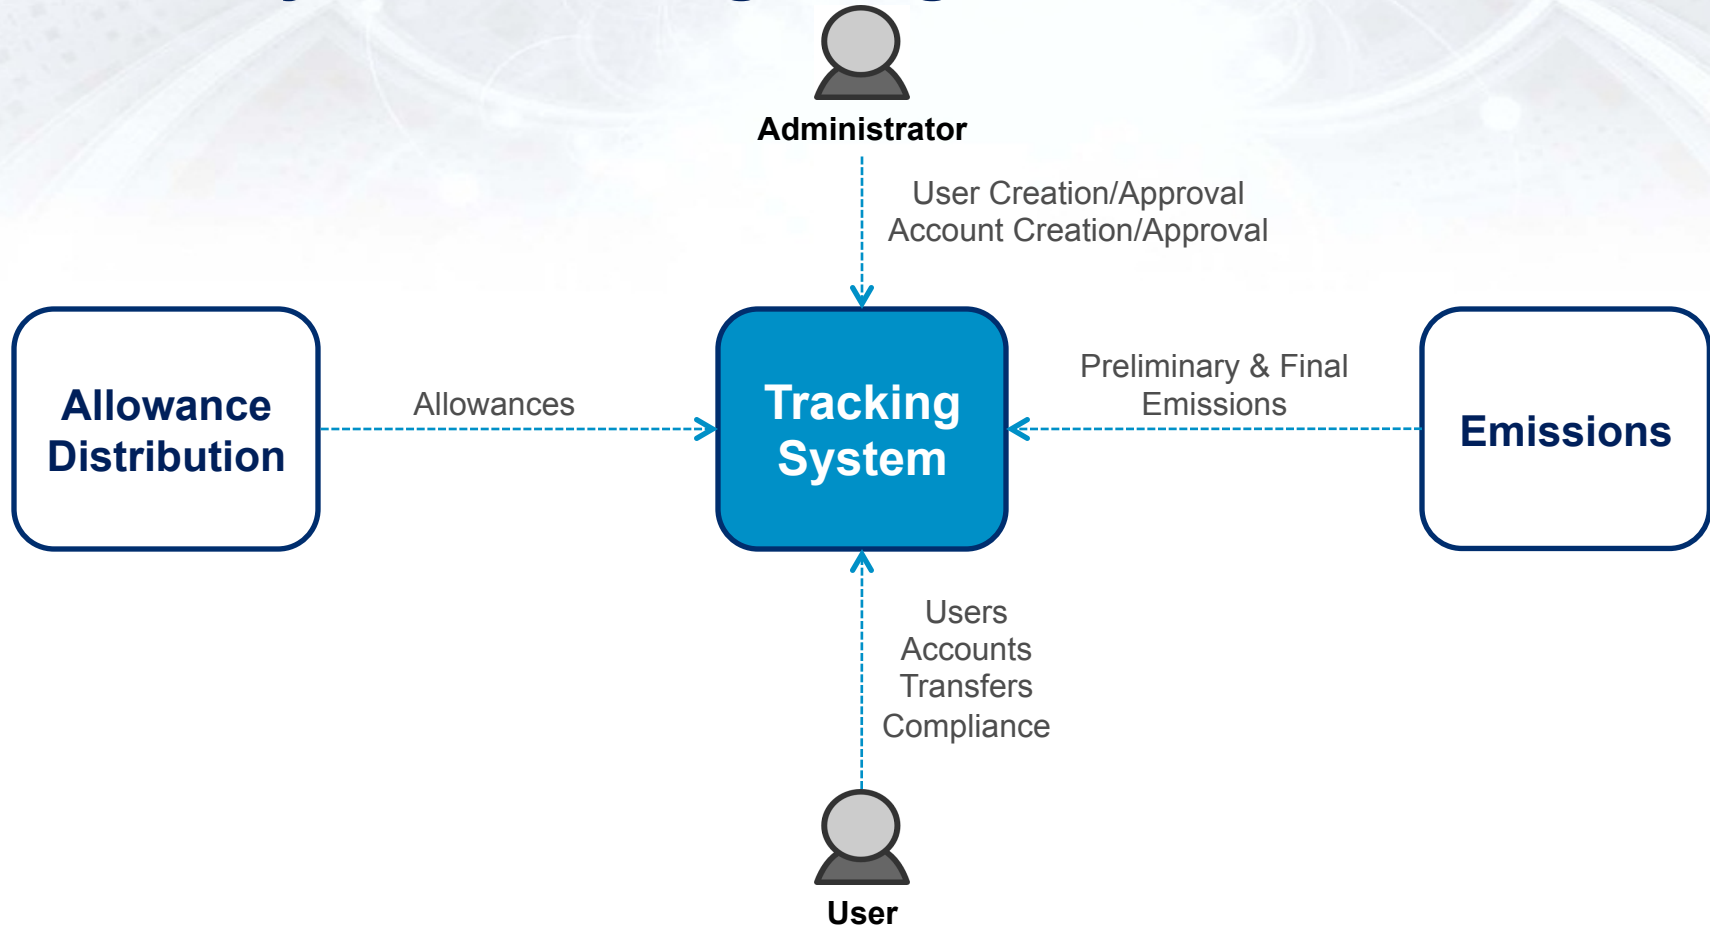 Administrator
User Creation/Approval
Account Creation/Approval
Allowance
Distribution
Allowances
Tracking
System
Preliminary & Final
Emissions
Emissions
Users
Accounts
Transfers
Compliance
User